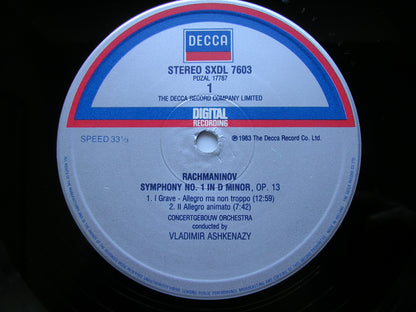 DECCA
STEREO SXDL 7603
PDZAL 17787
1
THE DECCA RECORD COMPANY LIMITED
DIGITAL
RECORDING
SPEED 33⅓
℗ 1983 The Decca Record Co. Ltd.
RACHMANINOV
SYMPHONY NO. 1 IN D MINOR, OP. 13
1. I Grave - Allegro ma non troppo (12:59)
2. II Allegro animato (7:42)
CONCERTGEBOUW ORCHESTRA
conducted by
VLADIMIR ASHKENAZY